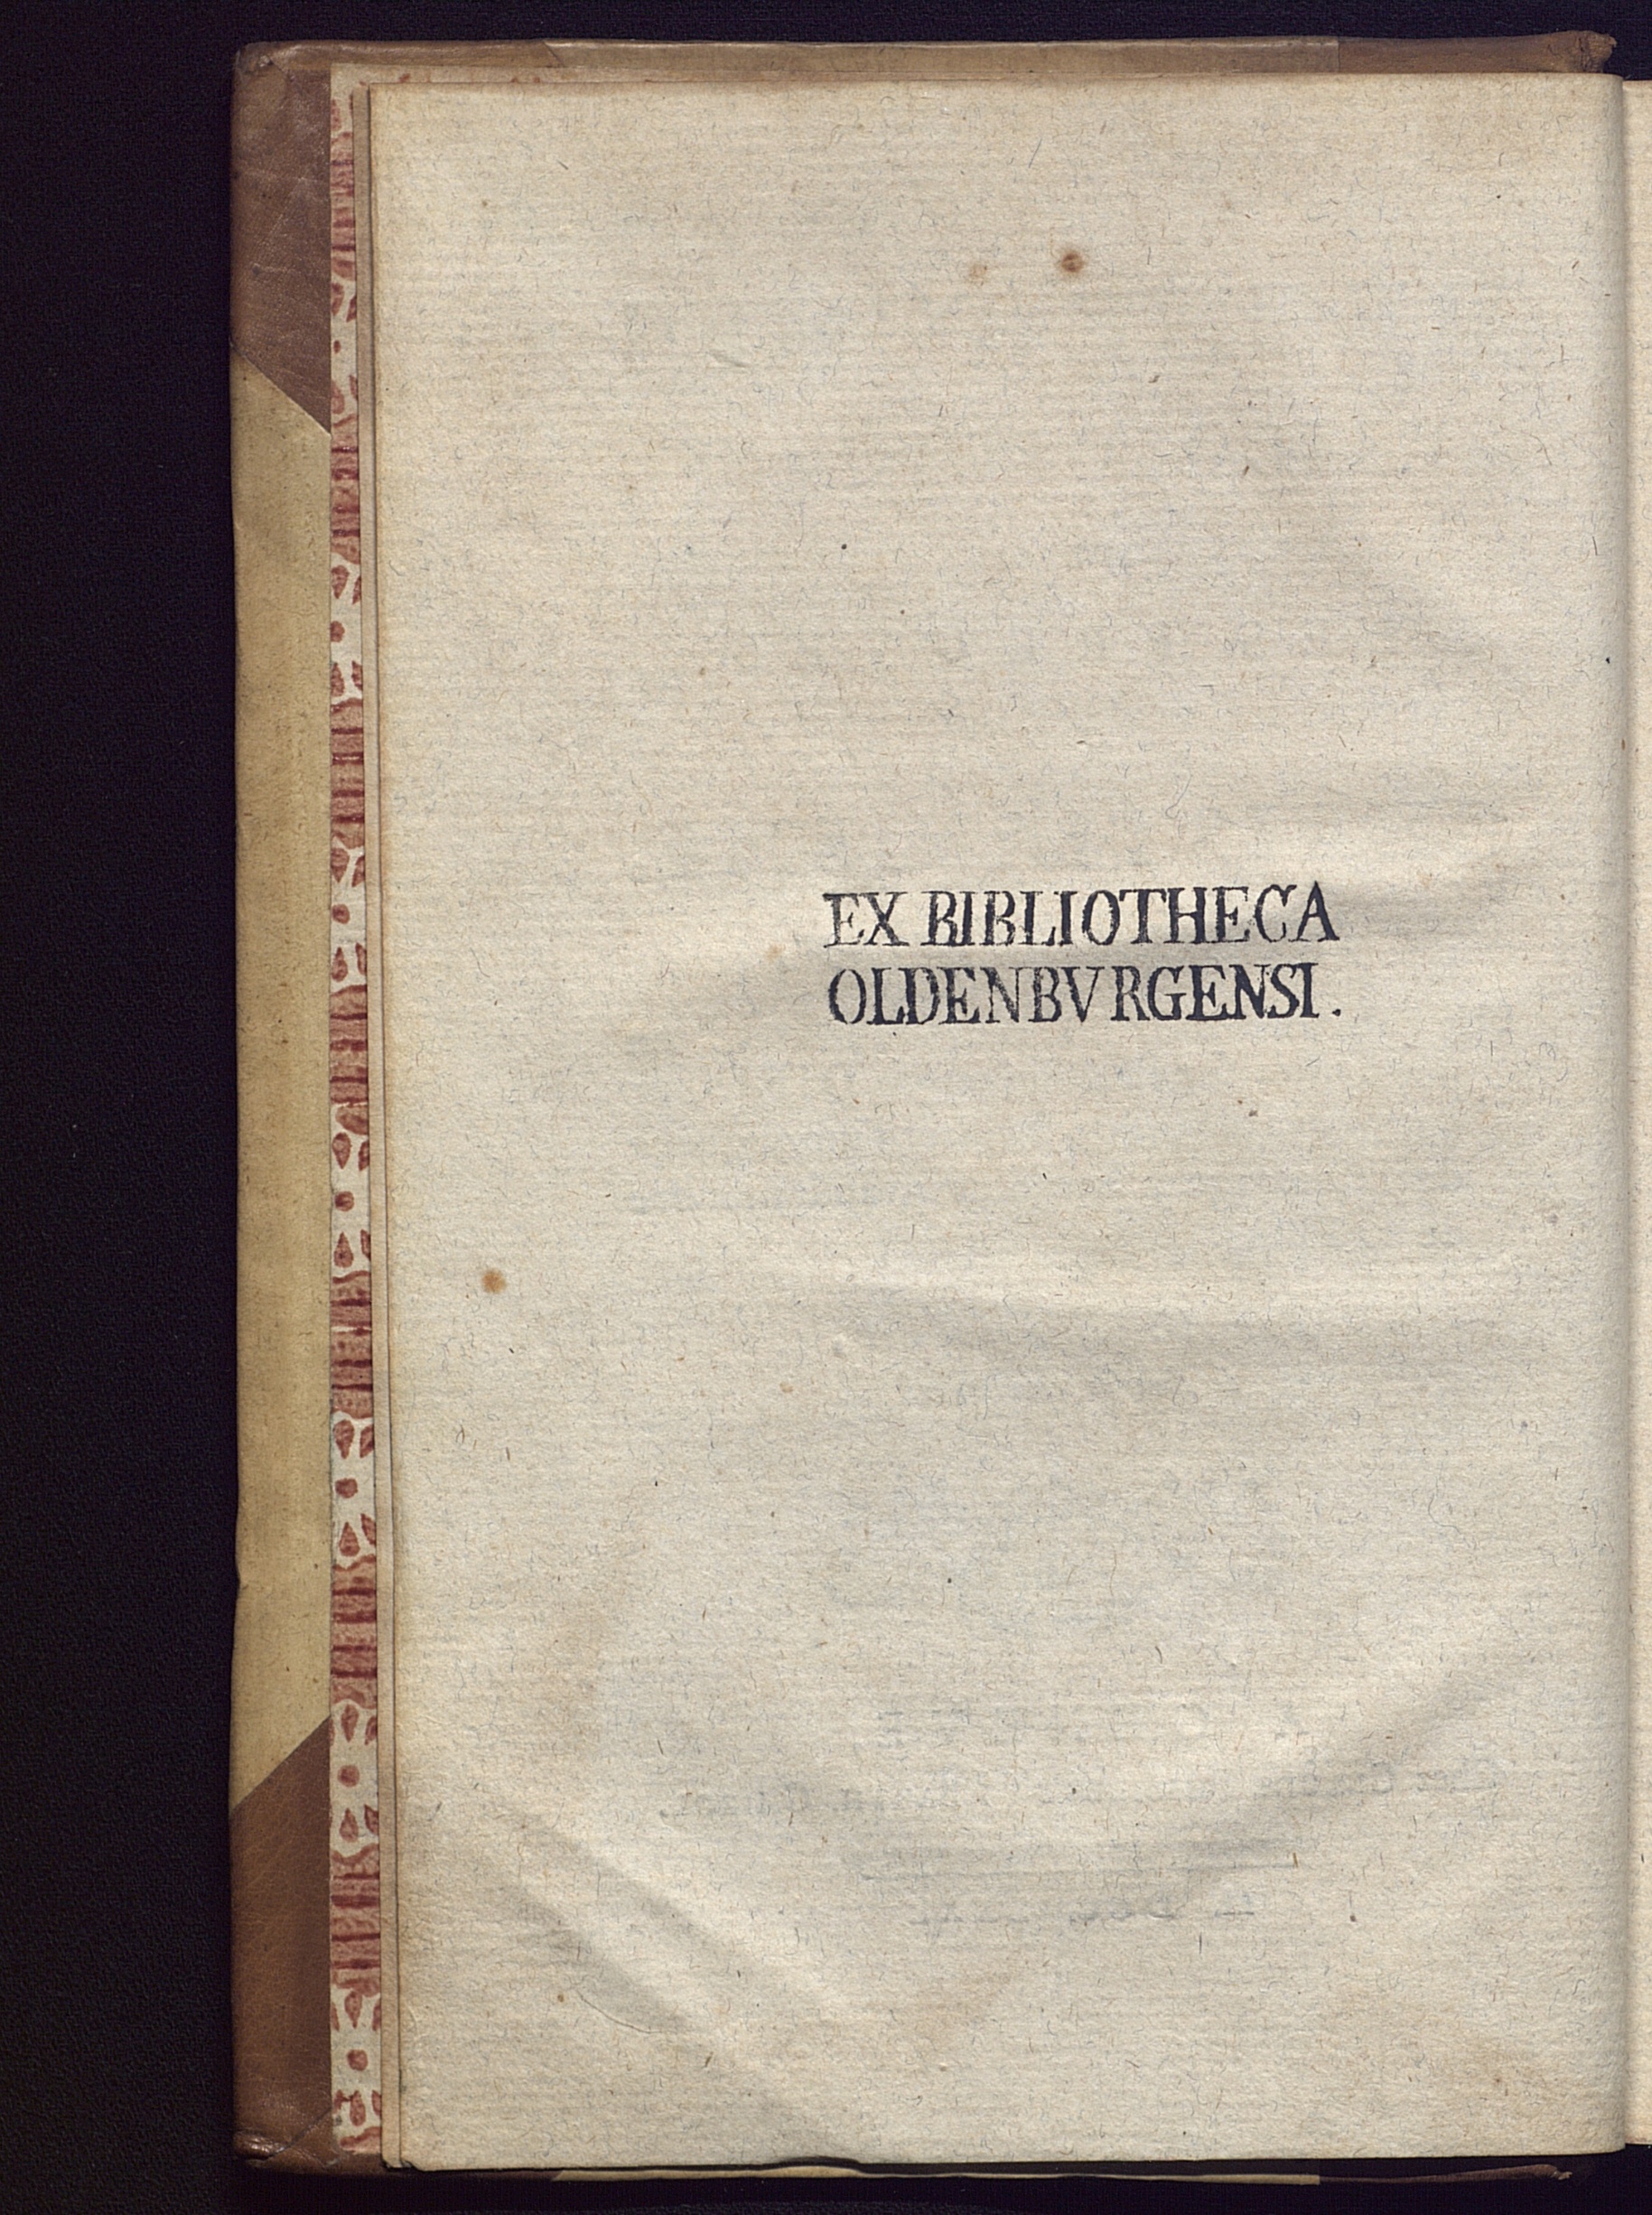 EX BIBLIOTHECA
OLDENBVRGENSI.